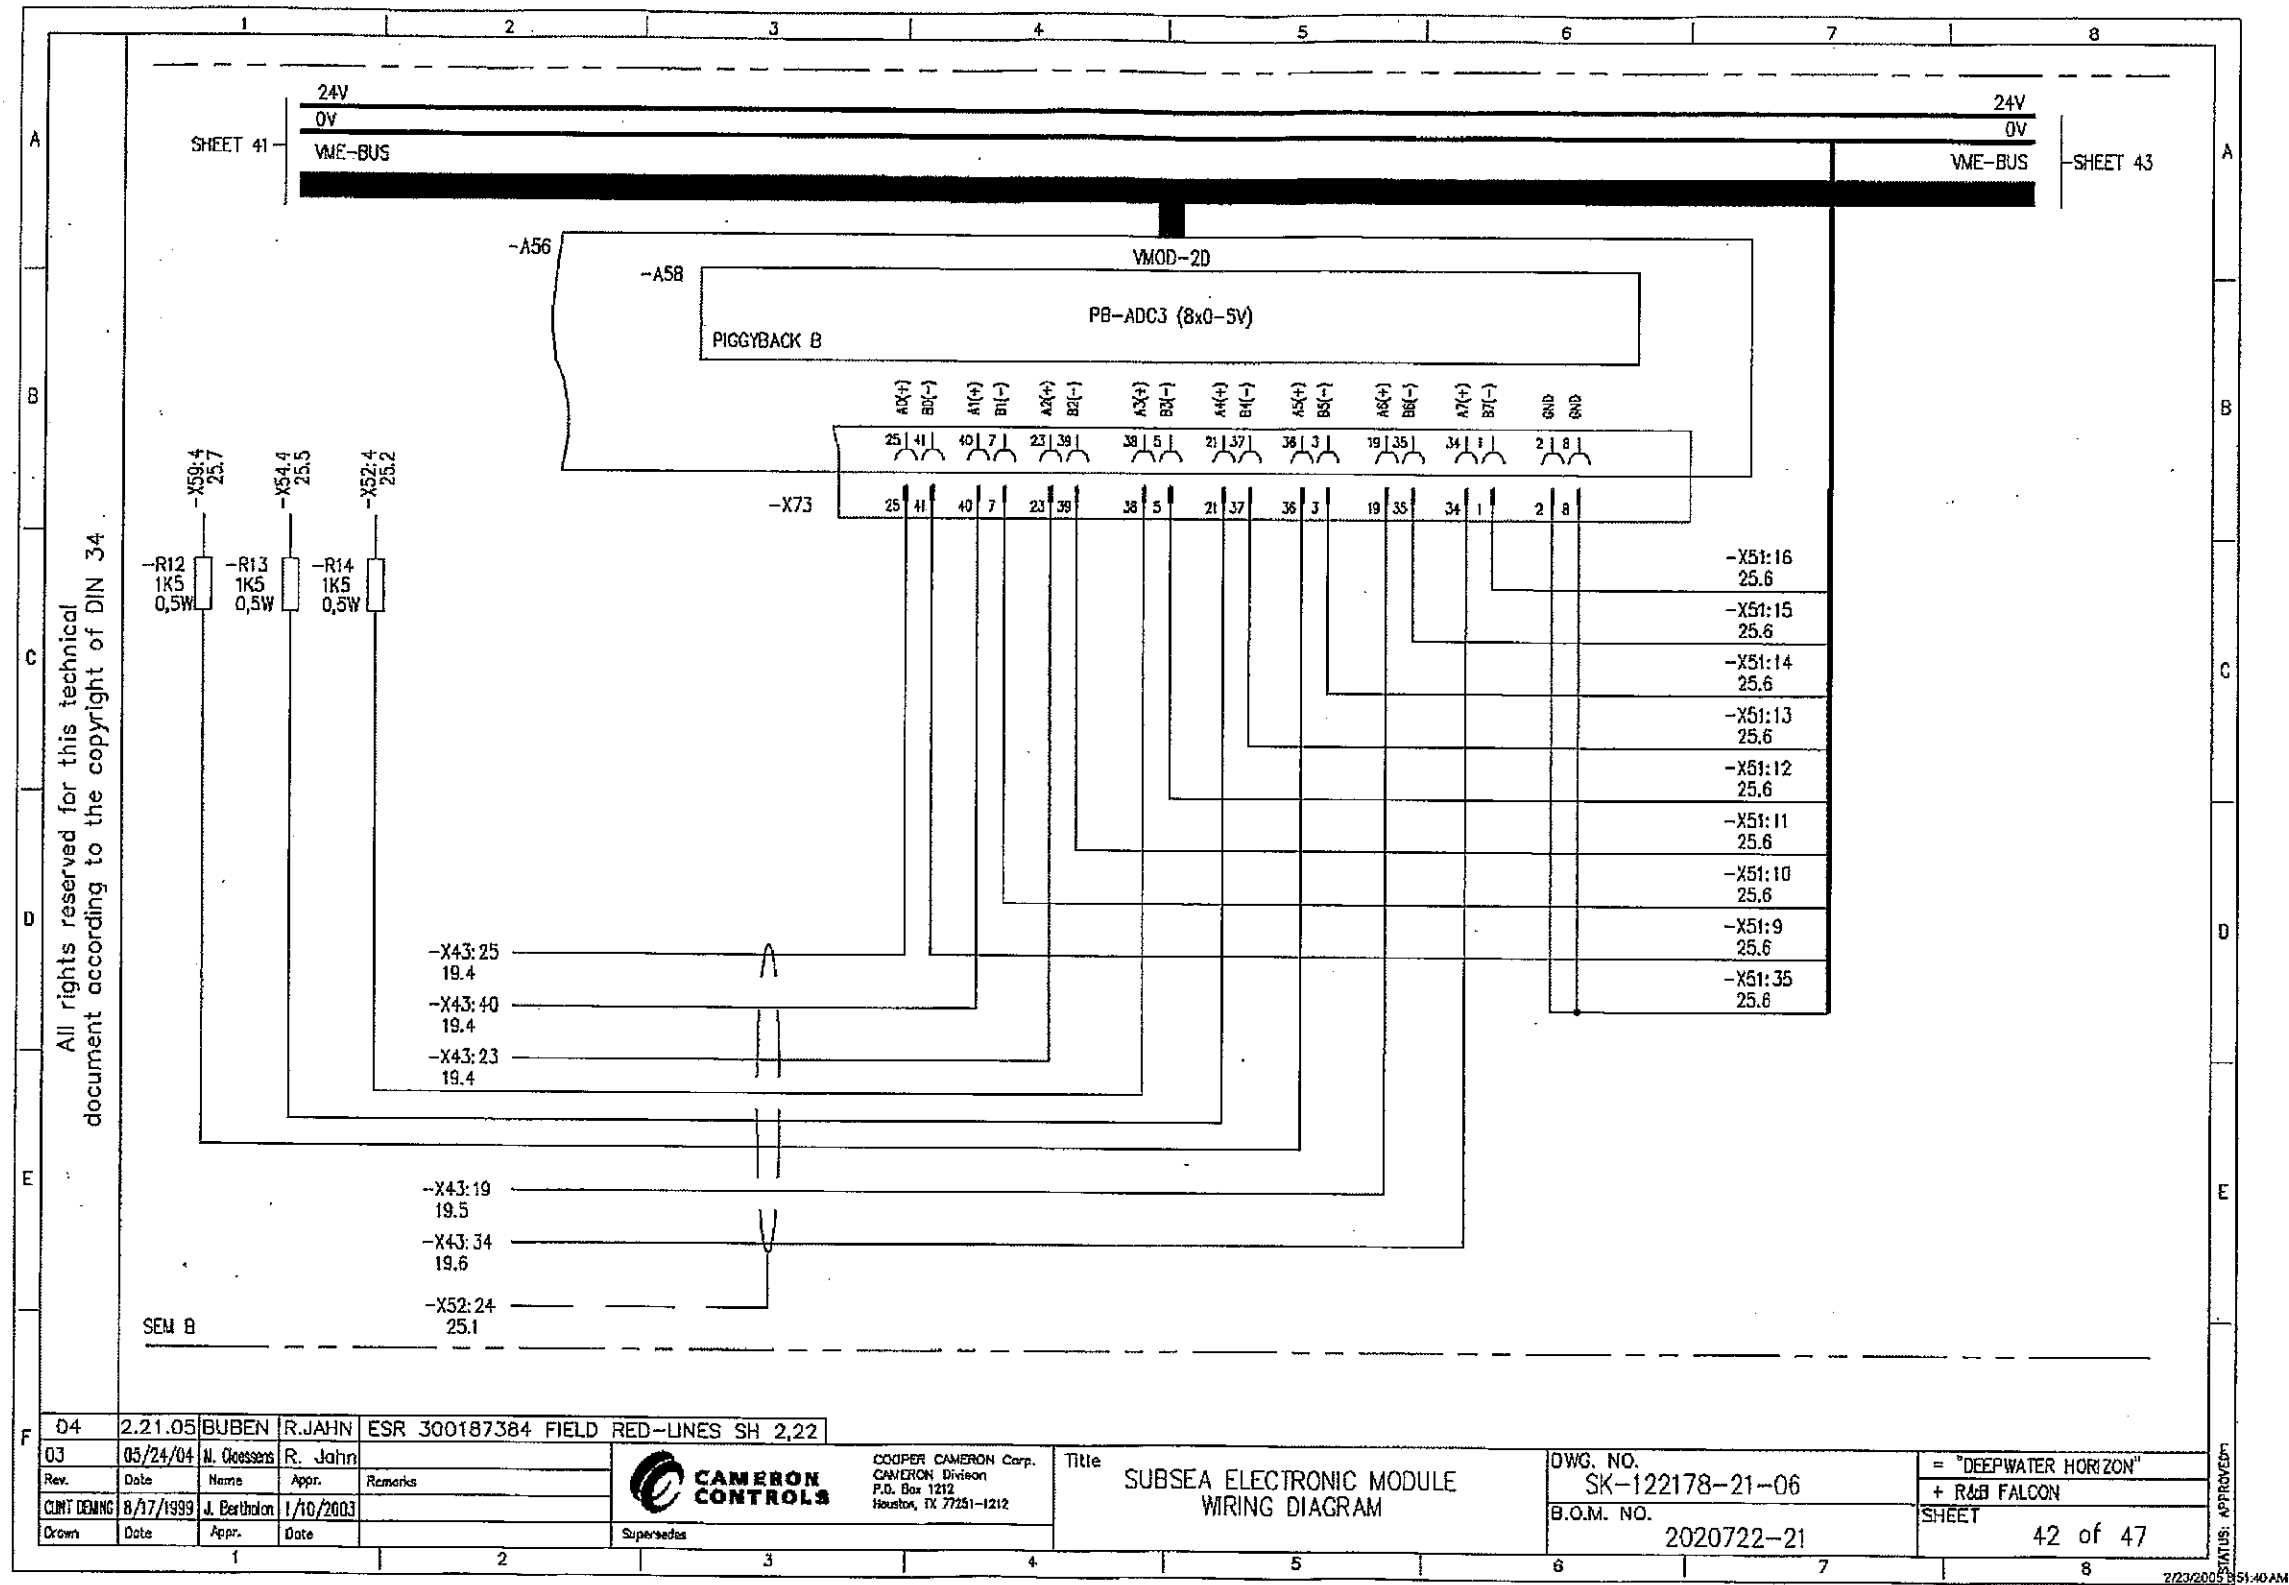 1 2 3 4 5 6 7 8
A
B
C
D
E
F
24V
0V
VME-BUS
SHEET 41
24V
0V
VME-BUS
SHEET 43
A
B
C
D
E
-A56
VMOD-2D
-A58
PB-ADC3 (8x0-5V)
PIGGYBACK B
A0(+) B0(-) A1(+) B1(-) A2(+) B2(-) A3(+) B3(-) A4(+) B4(-) A5(+) B5(-) A6(+) B6(-) A7(+) B7(-) GND GND
25 41 40 7 23 39 38 5 21 37 36 3 19 35 34 1 2 8
-X73
25 41 40 7 23 39 38 5 21 37 36 3 19 35 34 1 2 8
-X59:4
25.7
-X54.4
25.5
-X52:4
25.2
-R12
1K5
0,5W
-R13
1K5
0,5W
-R14
1K5
0,5W
-X51:16
25.6
-X51:15
25.6
-X51:14
25.6
-X51:13
25.6
-X51:12
25.6
-X51:11
25.6
-X51:10
25.6
-X51:9
25.6
-X51:35
25.6
-X43:25
19.4
-X43:40
19.4
-X43:23
19.4
-X43:19
19.5
-X43:34
19.6
-X52:24
25.1
SEM B
All rights reserved for this technical
document according to the copyright of DIN 34
04 2.21.05 BUBEN R.JAHN ESR 300187384 FIELD RED-LINES SH 2,22
03 05/24/04 R. Jahn
Rev. Date Name Appr. Remarks
CLINT DEMING 8/17/1999 J. Bertholon 1/10/2003
Drawn Date Appr. Date
CAMERON
CONTROLS
COOPER CAMERON Corp.
CAMERON Divison
P.O. Box 1212
Houston, TX 77251-1212
Supersedes
Title
SUBSEA ELECTRONIC MODULE
WIRING DIAGRAM
DWG. NO.
SK-122178-21-06
B.O.M. NO.
2020722-21
= "DEEPWATER HORIZON"
+ R&B FALCON
SHEET
42 of 47
STATUS: APPROVED
1 2 3 4 5 6 7 8